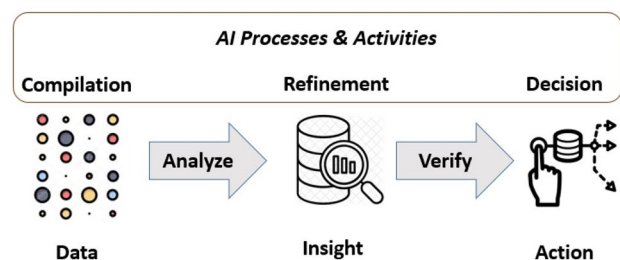 AI Processes & Activities
Compilation Refinement Decision
Analyze Verify
Data Insight Action